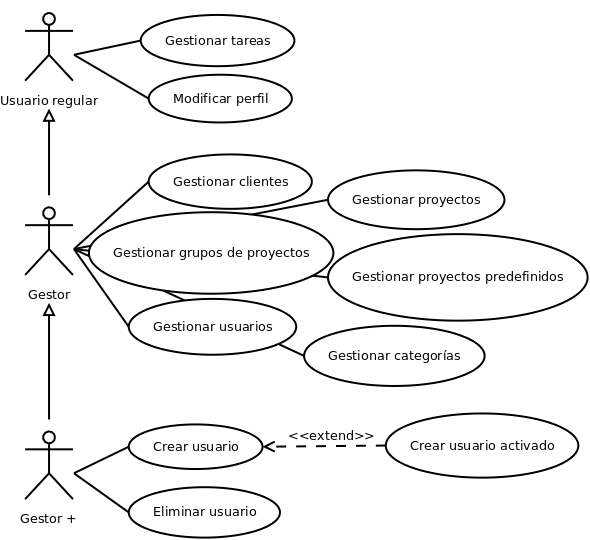 Gestionar tareas
Modificar perfil
Usuario regular
Gestionar clientes
Gestionar proyectos
Gestionar grupos de proyectos
Gestionar proyectos predefinidos
Gestor
Gestionar usuarios
Gestionar categorías
<<extend>>
Crear usuario
Crear usuario activado
Eliminar usuario
Gestor +